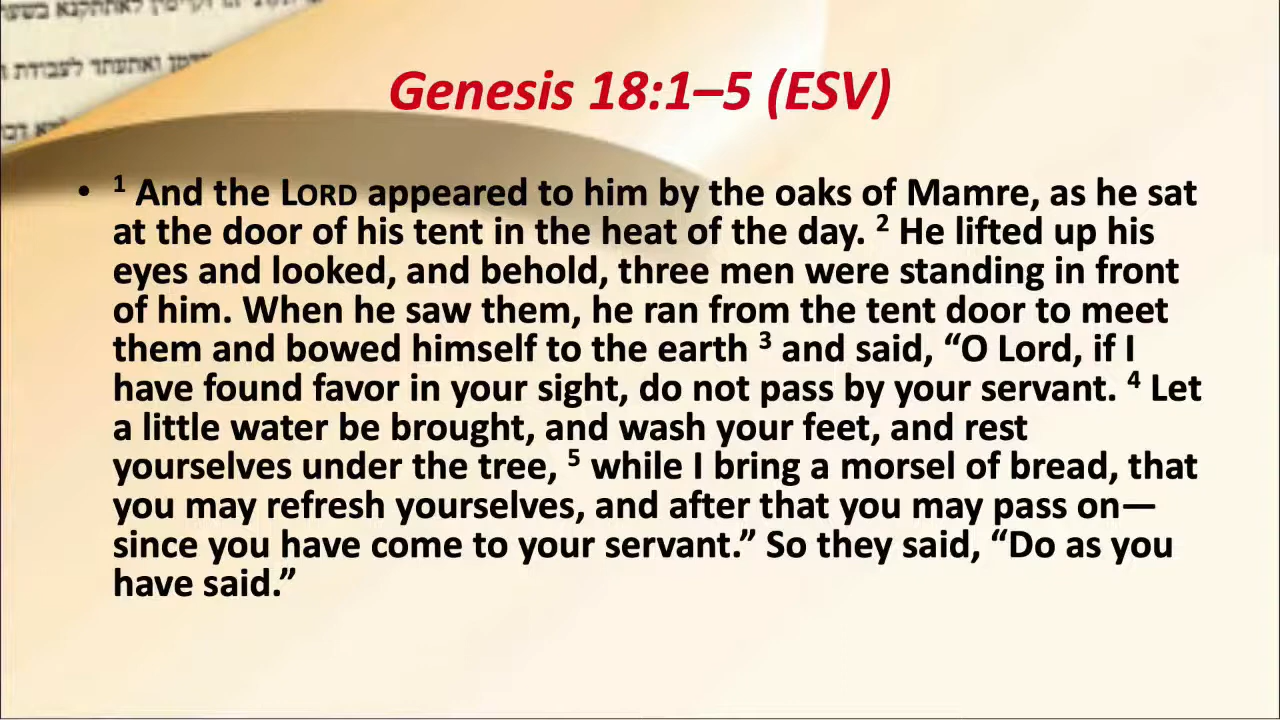 תקני הו וקיימין לאתתקנא בשעו
ואתעתד לעבודת
Genesis 18:1–5 (ESV)
• 1 And the LORD appeared to him by the oaks of Mamre, as he sat
at the door of his tent in the heat of the day. 2 He lifted up his
eyes and looked, and behold, three men were standing in front
of him. When he saw them, he ran from the tent door to meet
them and bowed himself to the earth 3 and said, “O Lord, if I
have found favor in your sight, do not pass by your servant. 4 Let
a little water be brought, and wash your feet, and rest
yourselves under the tree, 5 while I bring a morsel of bread, that
you may refresh yourselves, and after that you may pass on—
since you have come to your servant.” So they said, “Do as you
have said.”